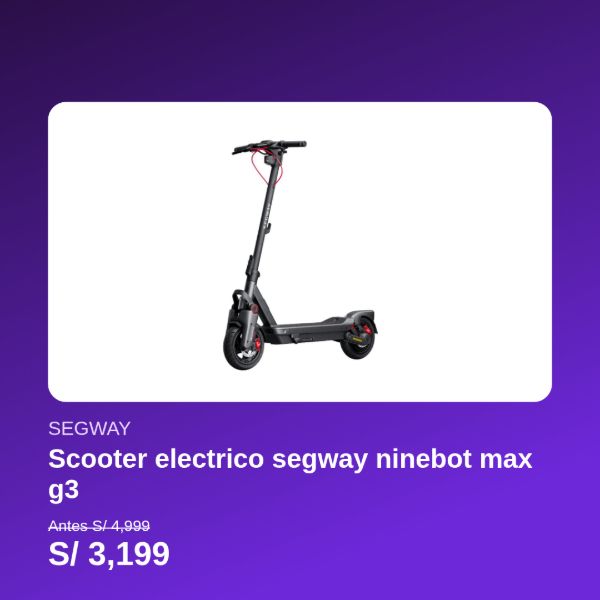 SEGWAY
Scooter electrico segway ninebot max
g3
Antes S/ 4,999
S/ 3,199